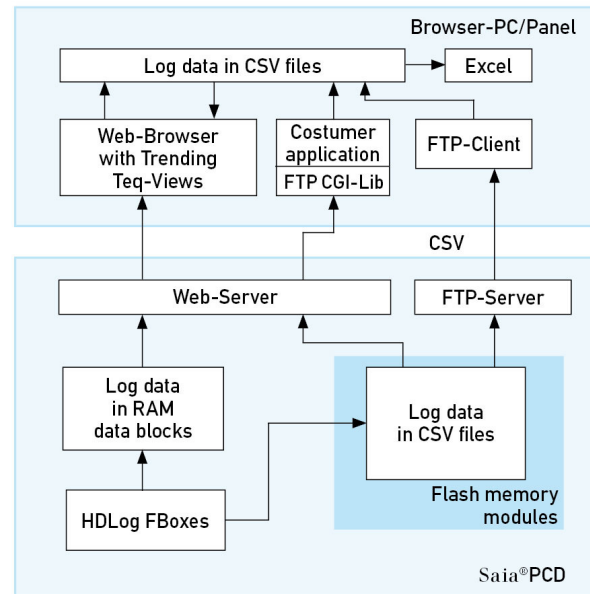 Browser-PC/Panel
Log data in CSV files
Excel
Web-Browser
with Trending
Teq-Views
Costumer
application
FTP CGI-Lib
FTP-Client
CSV
Web-Server
FTP-Server
Log data
in RAM
data blocks
Log data
in CSV files
HDLog FBoxes
Flash memory
modules
Saia®PCD